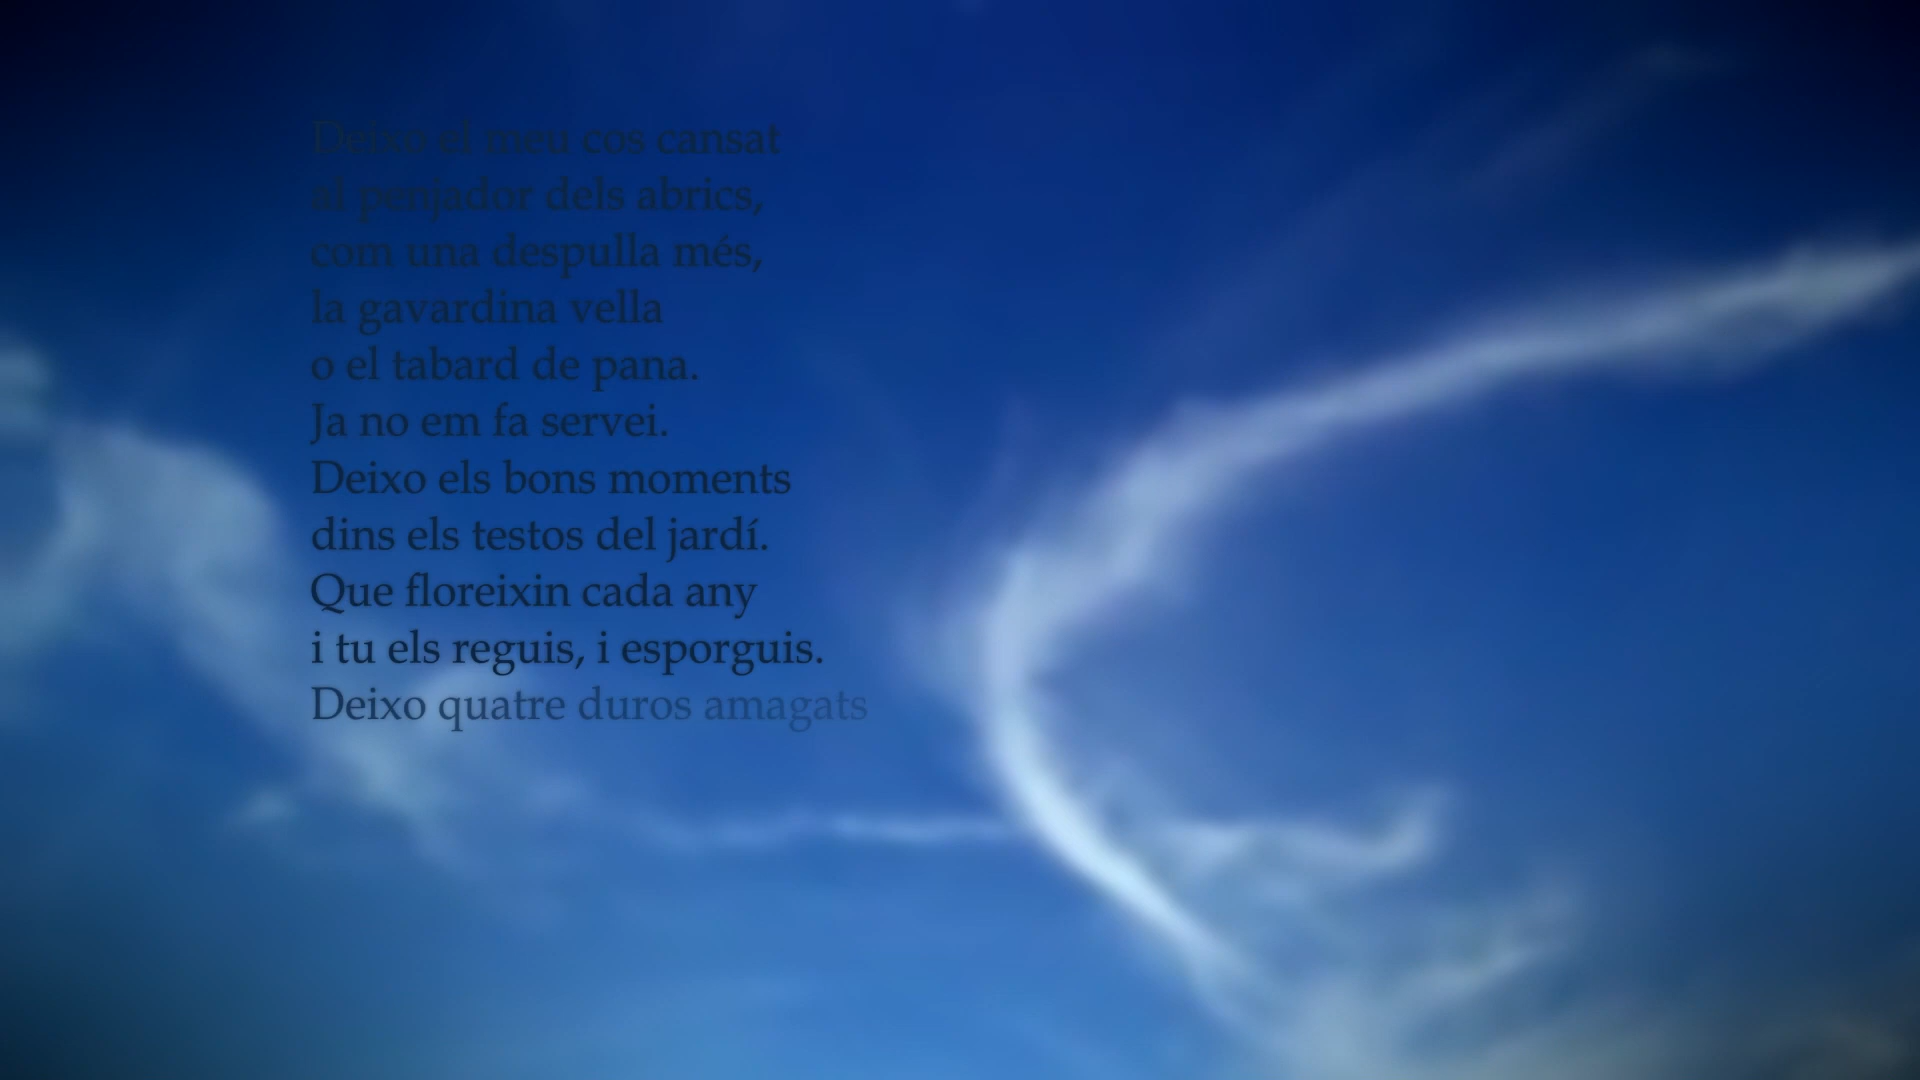 Deixo el meu cos cansat
al penjador dels abrics,
com una despulla més,
la gavardina vella
o el tabard de pana.
Ja no em fa servei.
Deixo els bons moments
dins els testos del jardí.
Que floreixin cada any
i tu els reguis, i esporguis.
Deixo quatre duros amagats